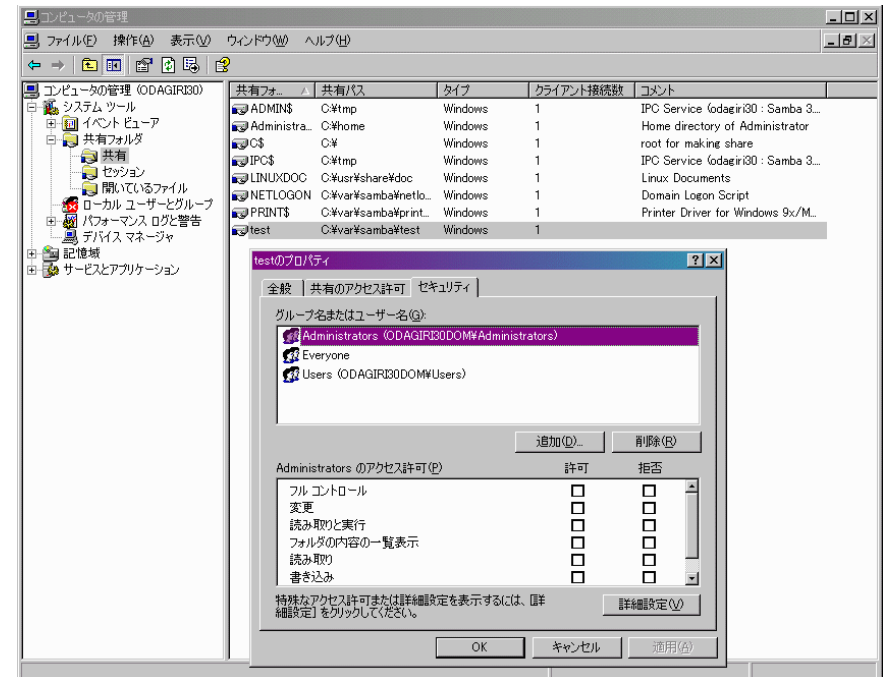 コンピュータの管理
ファイル(F) 操作(A) 表示(V) ウィンドウ(W) ヘルプ(H)
コンピュータの管理 (ODAGIRI30)
システム ツール
イベント ビューア
共有フォルダ
共有
セッション
開いているファイル
ローカル ユーザーとグループ
パフォーマンス ログと警告
デバイス マネージャ
記憶域
サービスとアプリケーション
共有フォ... 共有パス タイプ クライアント接続数 コメント
ADMIN$ C:¥tmp Windows 1 IPC Service (odagiri30 : Samba 3...
Administra... C:¥home Windows 1 Home directory of Administrator
C$ C:¥ Windows 1 root for making share
IPC$ C:¥tmp Windows 1 IPC Service (odagiri30 : Samba 3...
LINUXDOC C:¥usr¥share¥doc Windows 1 Linux Documents
NETLOGON C:¥var¥samba¥netlo... Windows 1 Domain Logon Script
PRINT$ C:¥var¥samba¥print... Windows 1 Printer Driver for Windows 9x/M...
test C:¥var¥samba¥test Windows 1
testのプロパティ
全般 共有のアクセス許可 セキュリティ
グループ名またはユーザー名(G):
Administrators (ODAGIRI30DOM¥Administrators)
Everyone
Users (ODAGIRI30DOM¥Users)
追加(D)... 削除(R)
Administrators のアクセス許可(P) 許可 拒否
フル コントロール
変更
読み取りと実行
フォルダの内容の一覧表示
読み取り
書き込み
特殊なアクセス許可または詳細設定を表示するには、[詳
細設定] をクリックしてください。
詳細設定(V)
OK キャンセル 適用(A)